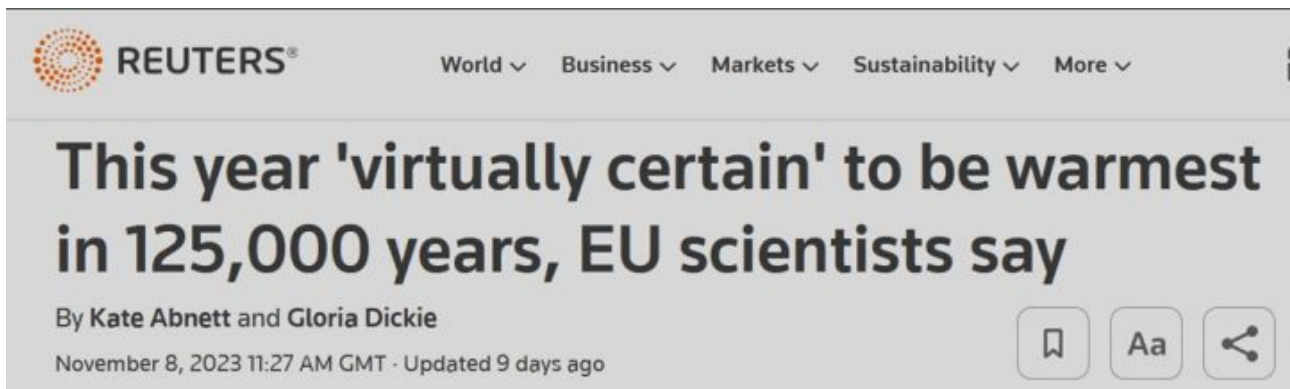 REUTERS®
World Business Markets Sustainability More
This year 'virtually certain' to be warmest
in 125,000 years, EU scientists say
By Kate Abnett and Gloria Dickie
November 8, 2023 11:27 AM GMT · Updated 9 days ago
Aa